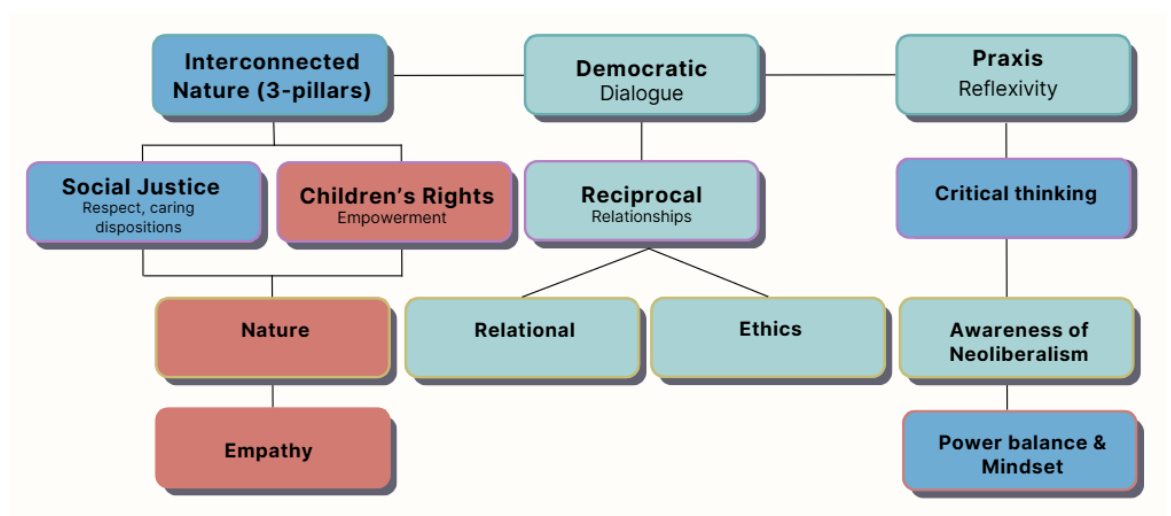 Interconnected
Nature (3-pillars)
Democratic
Dialogue
Praxis
Reflexivity
Social Justice
Respect, caring
dispositions
Children’s Rights
Empowerment
Reciprocal
Relationships
Critical thinking
Nature
Relational
Ethics
Awareness of
Neoliberalism
Empathy
Power balance &
Mindset